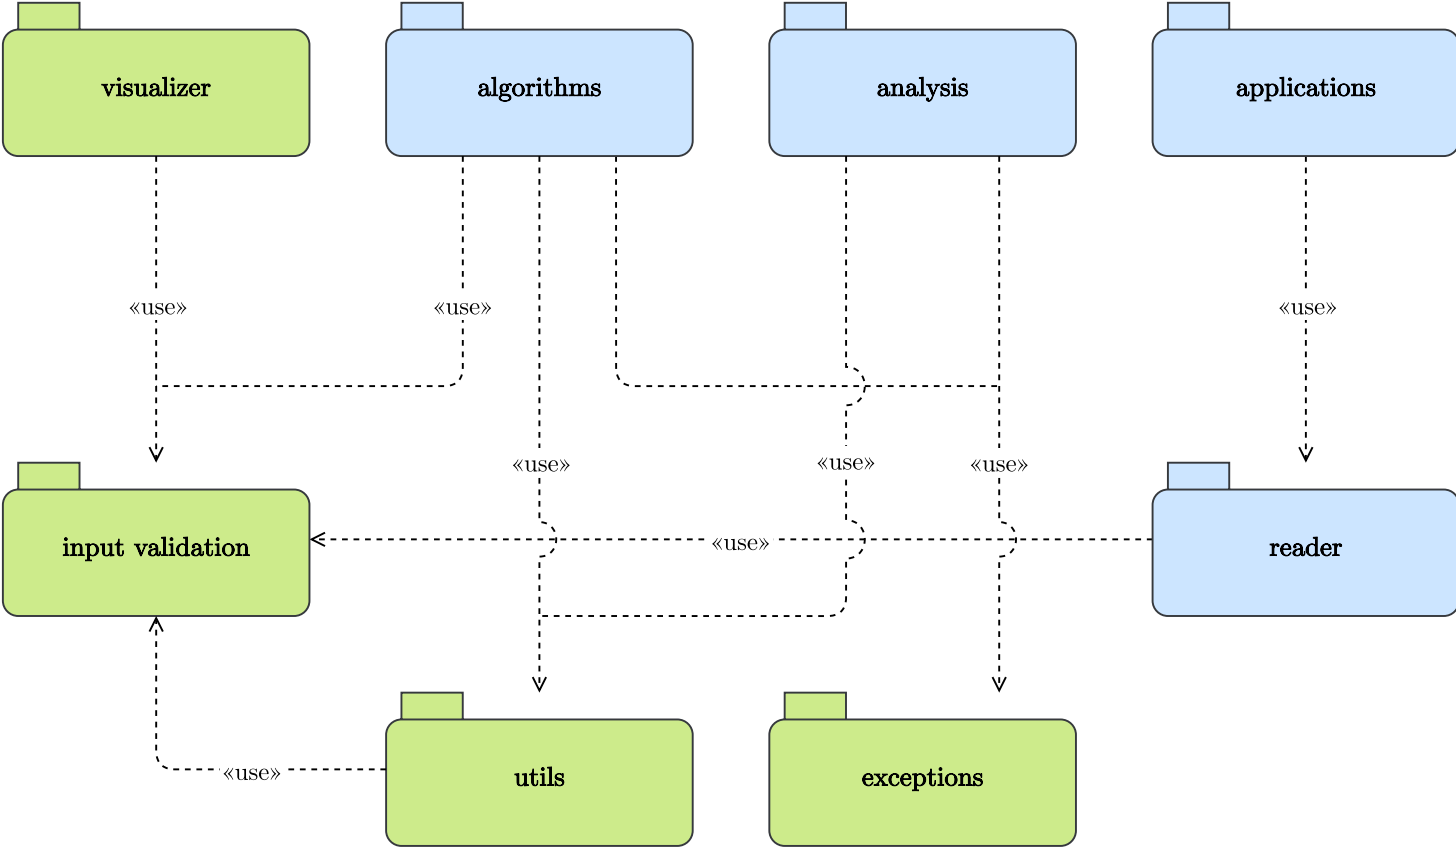 visualizer
algorithms
analysis
applications
«use»
«use»
«use»
«use»
«use»
«use»
«use»
input validation
reader
«use»
utils
exceptions